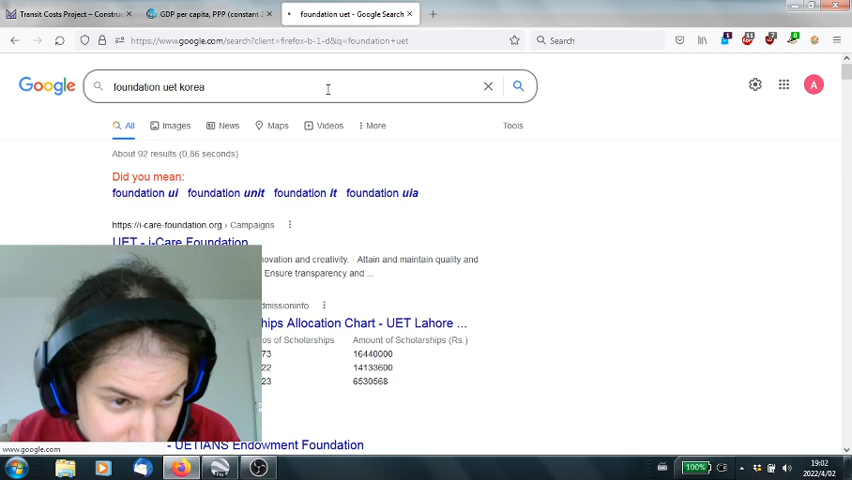 Transit Costs Project – Construc
GDP per capita, PPP (constant 2
foundation uet - Google Search
https://www.google.com/search?client=firefox-b-1-d&q=foundation+uet
Search
Google
foundation uet korea
All
Images
News
Maps
Videos
More
Tools
A
About 92 results (0,86 seconds)
Did you mean:
foundation ui foundation unit foundation it foundation uia
https://i-care-foundation.org › Campaigns
UET - i-Care Foundation
novation and creativity. · Attain and maintain quality and
Ensure transparency and ...
dmissioninfo
hips Allocation Chart - UET Lahore ...
os of Scholarships Amount of Scholarships (Rs.)
73 16440000
371 14133600
23 6530568
- UETIANS Endowment Foundation
www.google.com
100%
19:02
2022/4/02